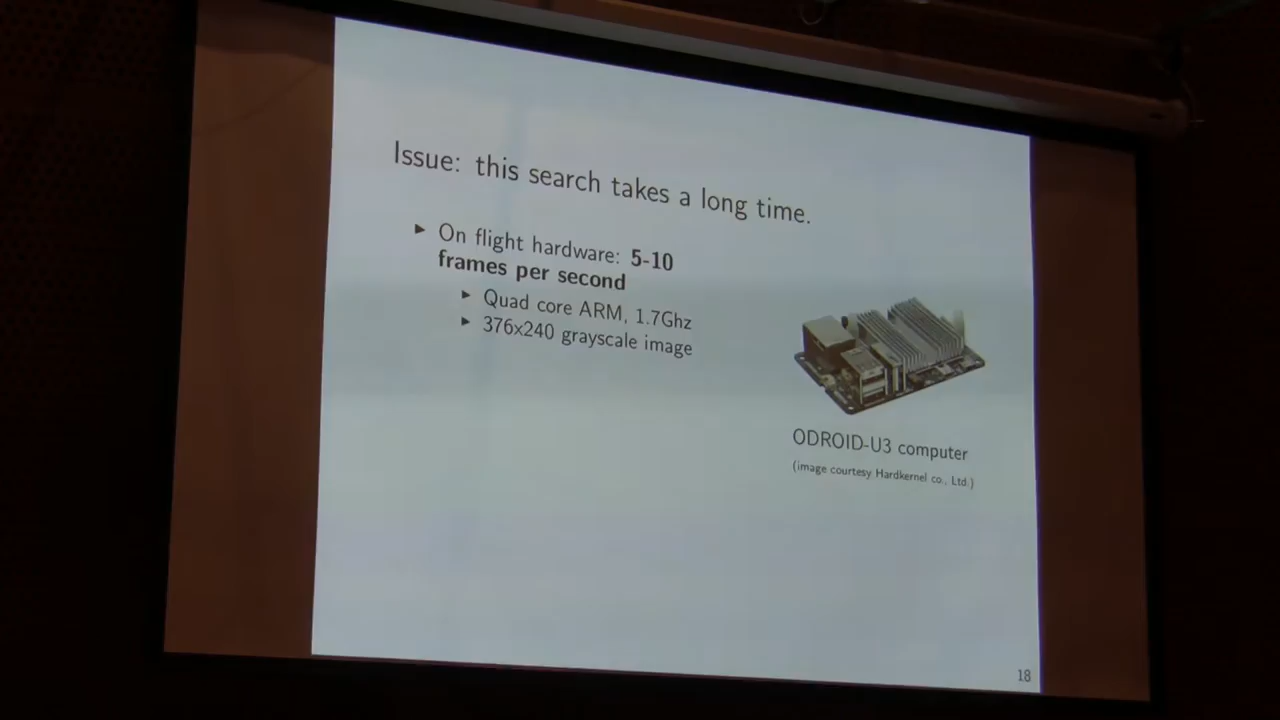 Issue: this search takes a long time.
On flight hardware: 5-10
frames per second
Quad core ARM, 1.7Ghz
376x240 grayscale image
ODROID-U3 computer
(image courtesy Hardkernel co., Ltd.)
18